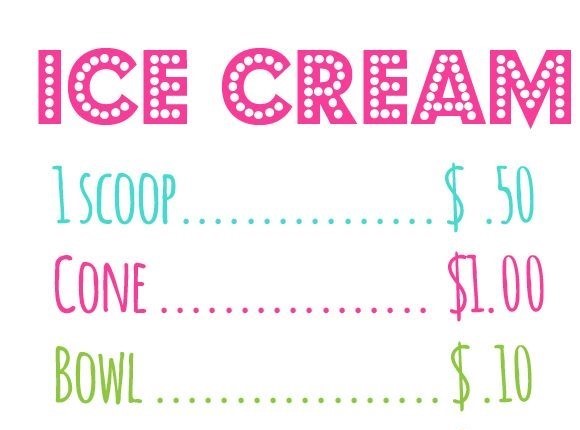 ICE CREAM
1 SCOOP................. $ .50
CONE ................. $1.00
BOWL ................... $ .10